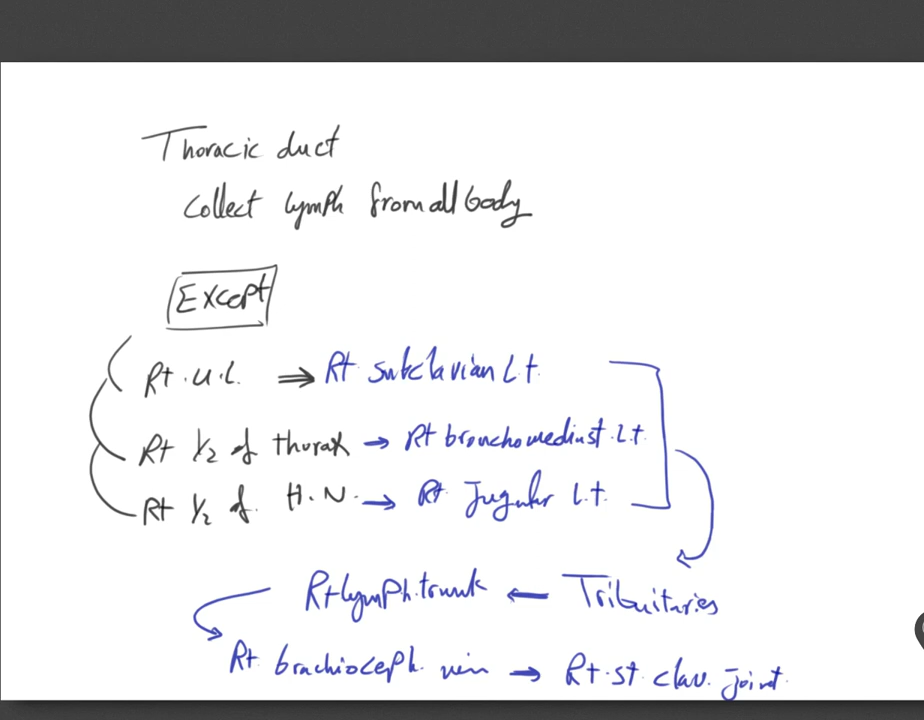 Thoracic duct
Collect lymph from all body
Except
Rt.U.L. ⇒ Rt subclavian L.t.
Rt 1/2 of thorax → Rt bronchomediast. L.t.
Rt 1/2 of H.N. → Rt Jugular L.t.
Rt lymph. trunk ← Tribuitaries
Rt brachioceph. vein → Rt.st clav. joint.